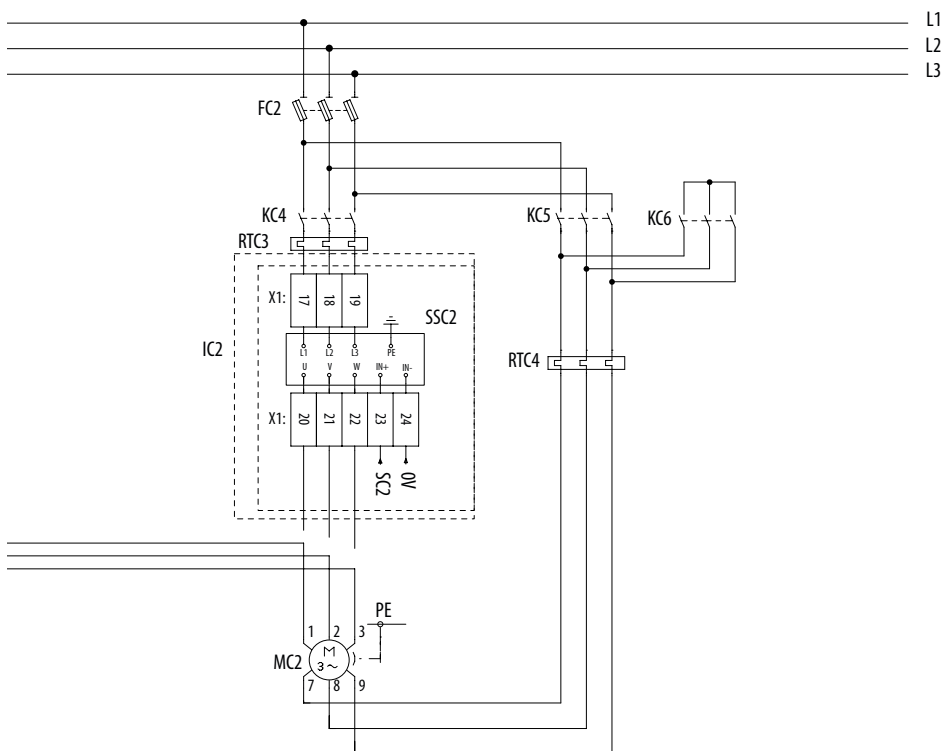 L1
L2
L3
FC2
KC4
KC5
KC6
RTC3
X1: 17 18 19
SSC2
IC2
L1 L2 L3 PE
U V W IN+ IN-
RTC4
X1: 20 21 22 23 24
SC2 0V
PE
1 2 3
MC2
M
3 ~
7 8 9